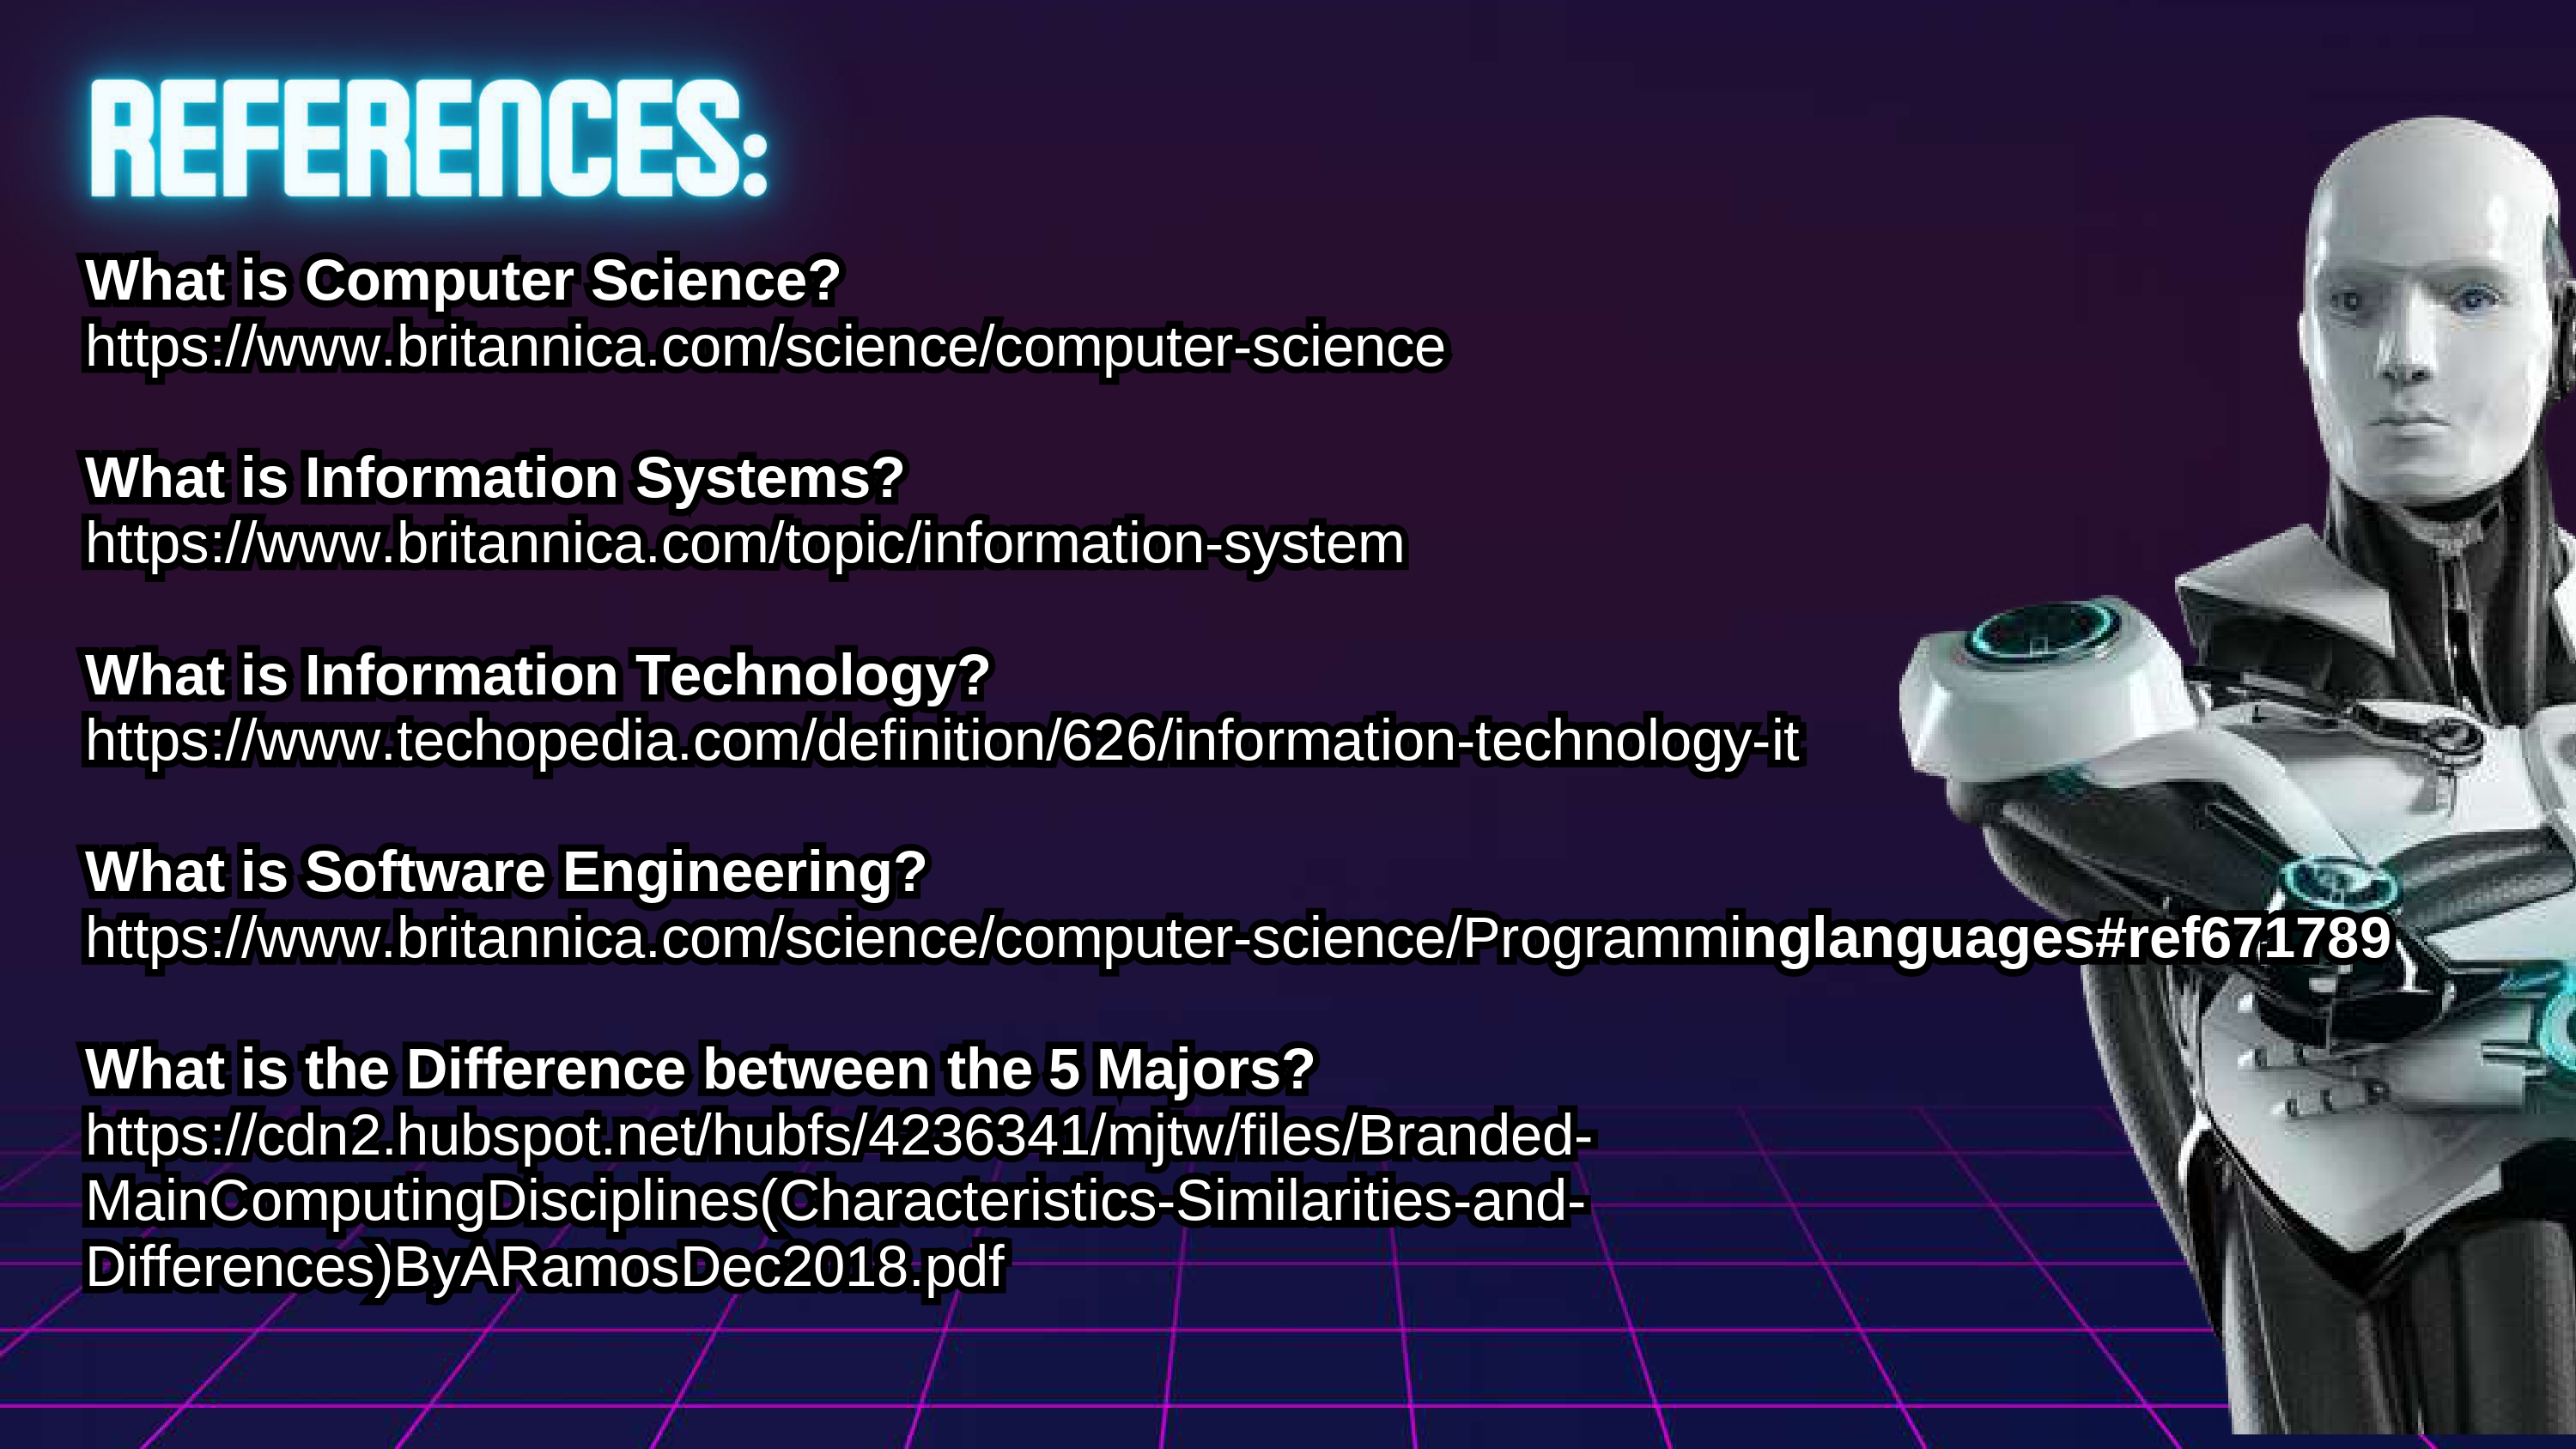 REFERENCES:
What is Computer Science?
https://www.britannica.com/science/computer-science
What is Information Systems?
https://www.britannica.com/topic/information-system
What is Information Technology?
https://www.techopedia.com/definition/626/information-technology-it
What is Software Engineering?
https://www.britannica.com/science/computer-science/Programminglanguages#ref671789
What is the Difference between the 5 Majors?
https://cdn2.hubspot.net/hubfs/4236341/mjtw/files/Branded-
MainComputingDisciplines(Characteristics-Similarities-and-
Differences)ByARamosDec2018.pdf